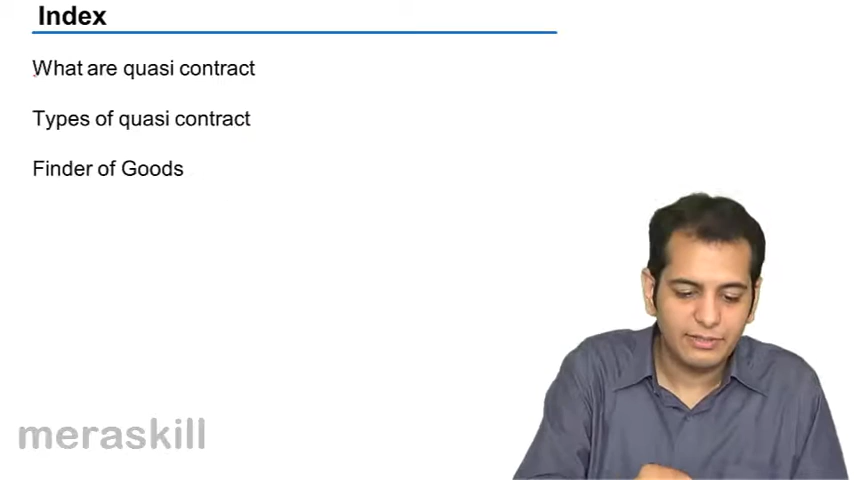 Index
What are quasi contract
Types of quasi contract
Finder of Goods
meraskill